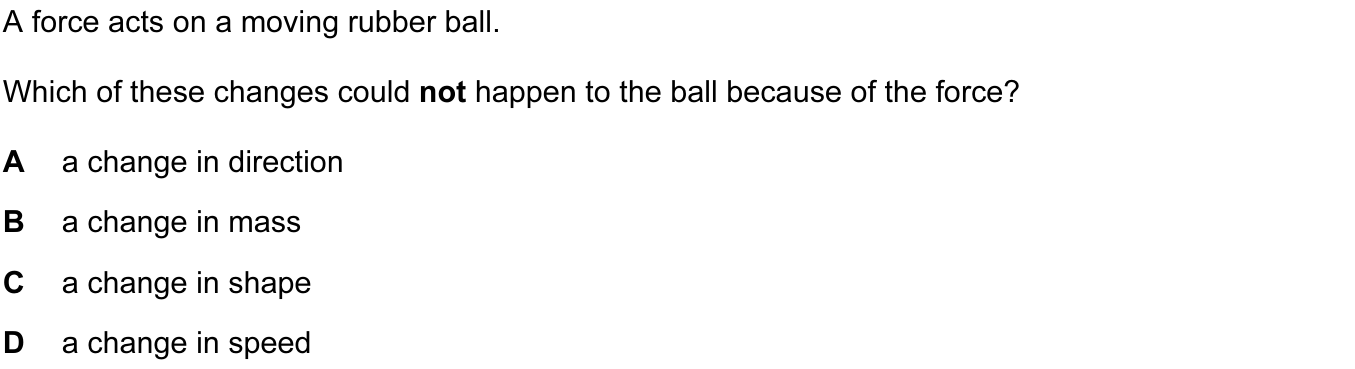 A force acts on a moving rubber ball.
Which of these changes could not happen to the ball because of the force?
A a change in direction
B a change in mass
C a change in shape
D a change in speed